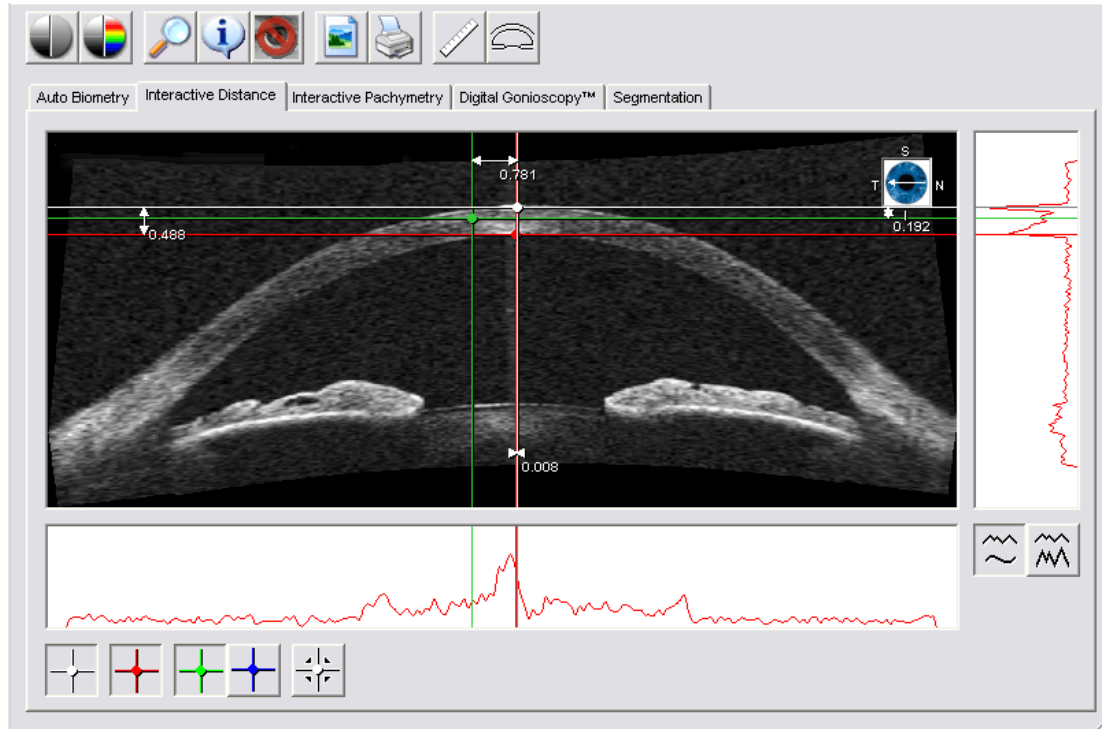 Auto Biometry
Interactive Distance
Interactive Pachymetry
Digital Gonioscopy™
Segmentation
0.781
S
T
N
I
0.488
0.192
0.008